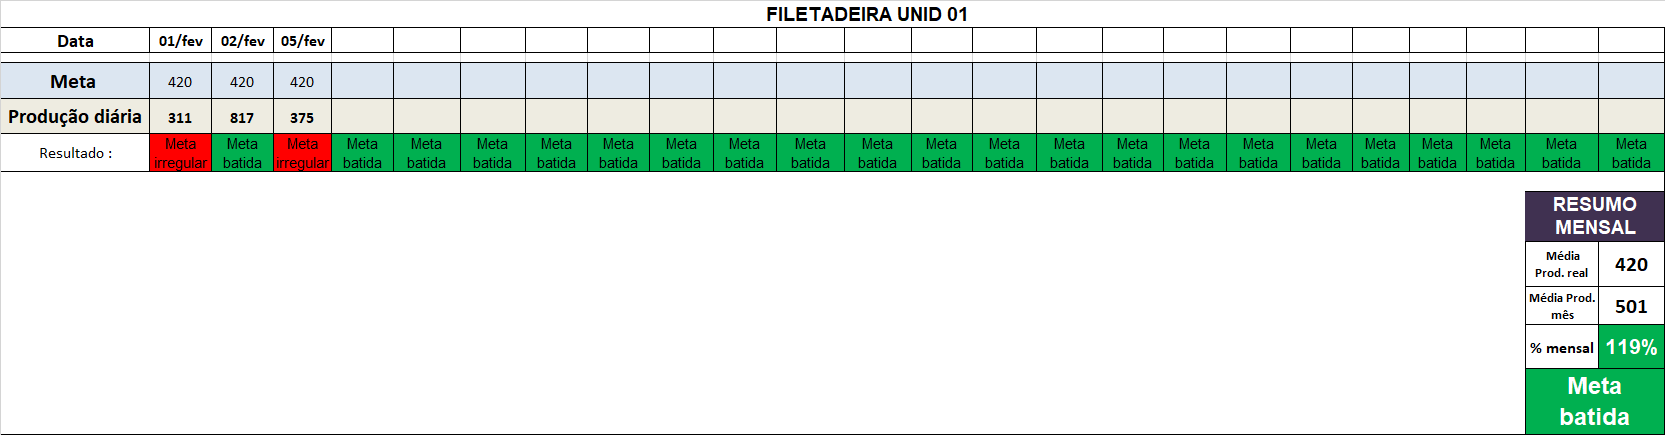 FILETADEIRA UNID 01
Data 01/fev 02/fev 05/fev
Meta 420 420 420
Produção diária 311 817 375
Resultado : Meta irregular Meta batida Meta irregular Meta batida Meta batida Meta batida Meta batida Meta batida Meta batida Meta batida Meta batida Meta batida Meta batida Meta batida Meta batida Meta batida Meta batida Meta batida Meta batida Meta batida Meta batida Meta batida Meta batida Meta batida
RESUMO
MENSAL
Média
Prod. real 420
Média Prod.
mês 501
% mensal 119%
Meta
batida